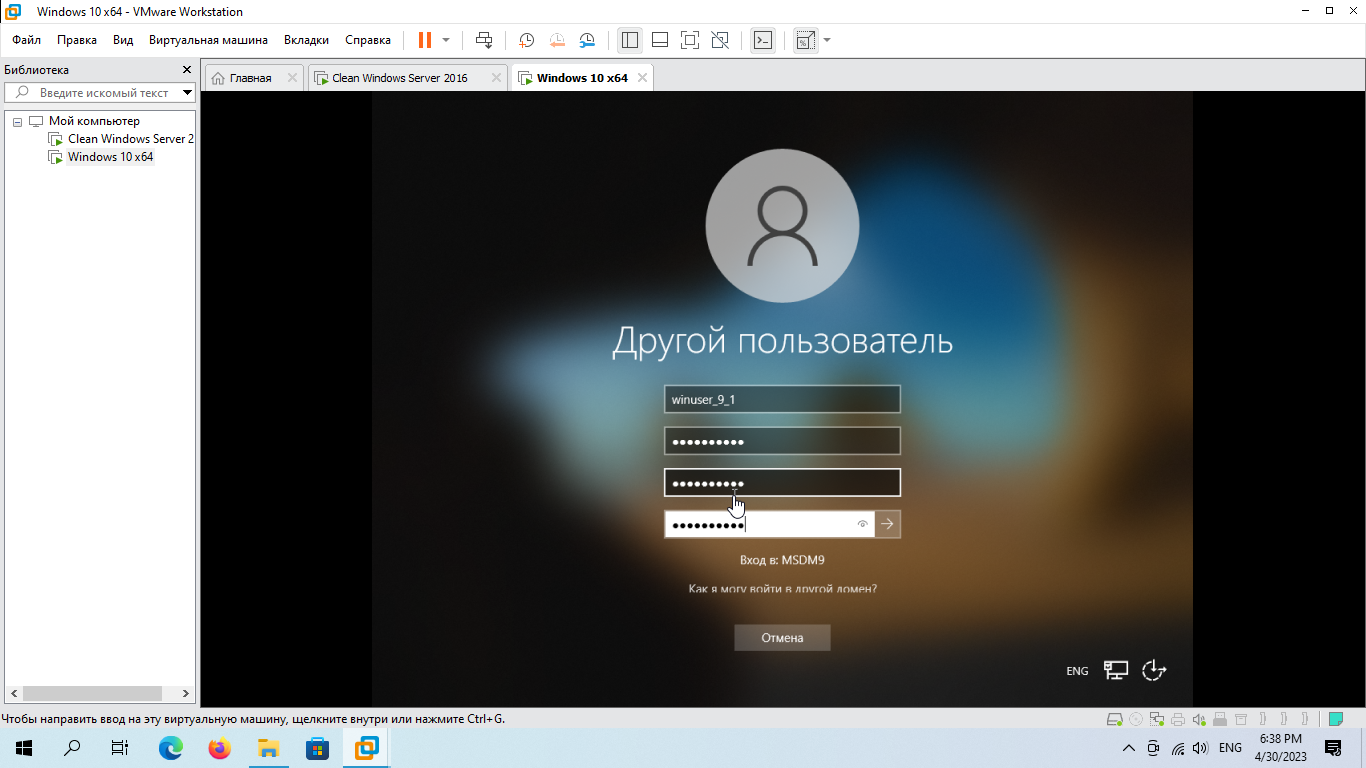 Windows 10 x64 - VMware Workstation
Файл Правка Вид Виртуальная машина Вкладки Справка
Библиотека
Введите искомый текст
Мой компьютер
Clean Windows Server 2
Windows 10 x64
Главная
Clean Windows Server 2016
Windows 10 x64
Другой пользователь
winuser_9_1
●●●●●●●●●●
●●●●●●●●●●
●●●●●●●●●●
Вход в: MSDM9
Как я могу войти в другой домен?
Отмена
ENG
Чтобы направить ввод на эту виртуальную машину, щелкните внутри или нажмите Ctrl+G.
ENG
6:38 PM
4/30/2023